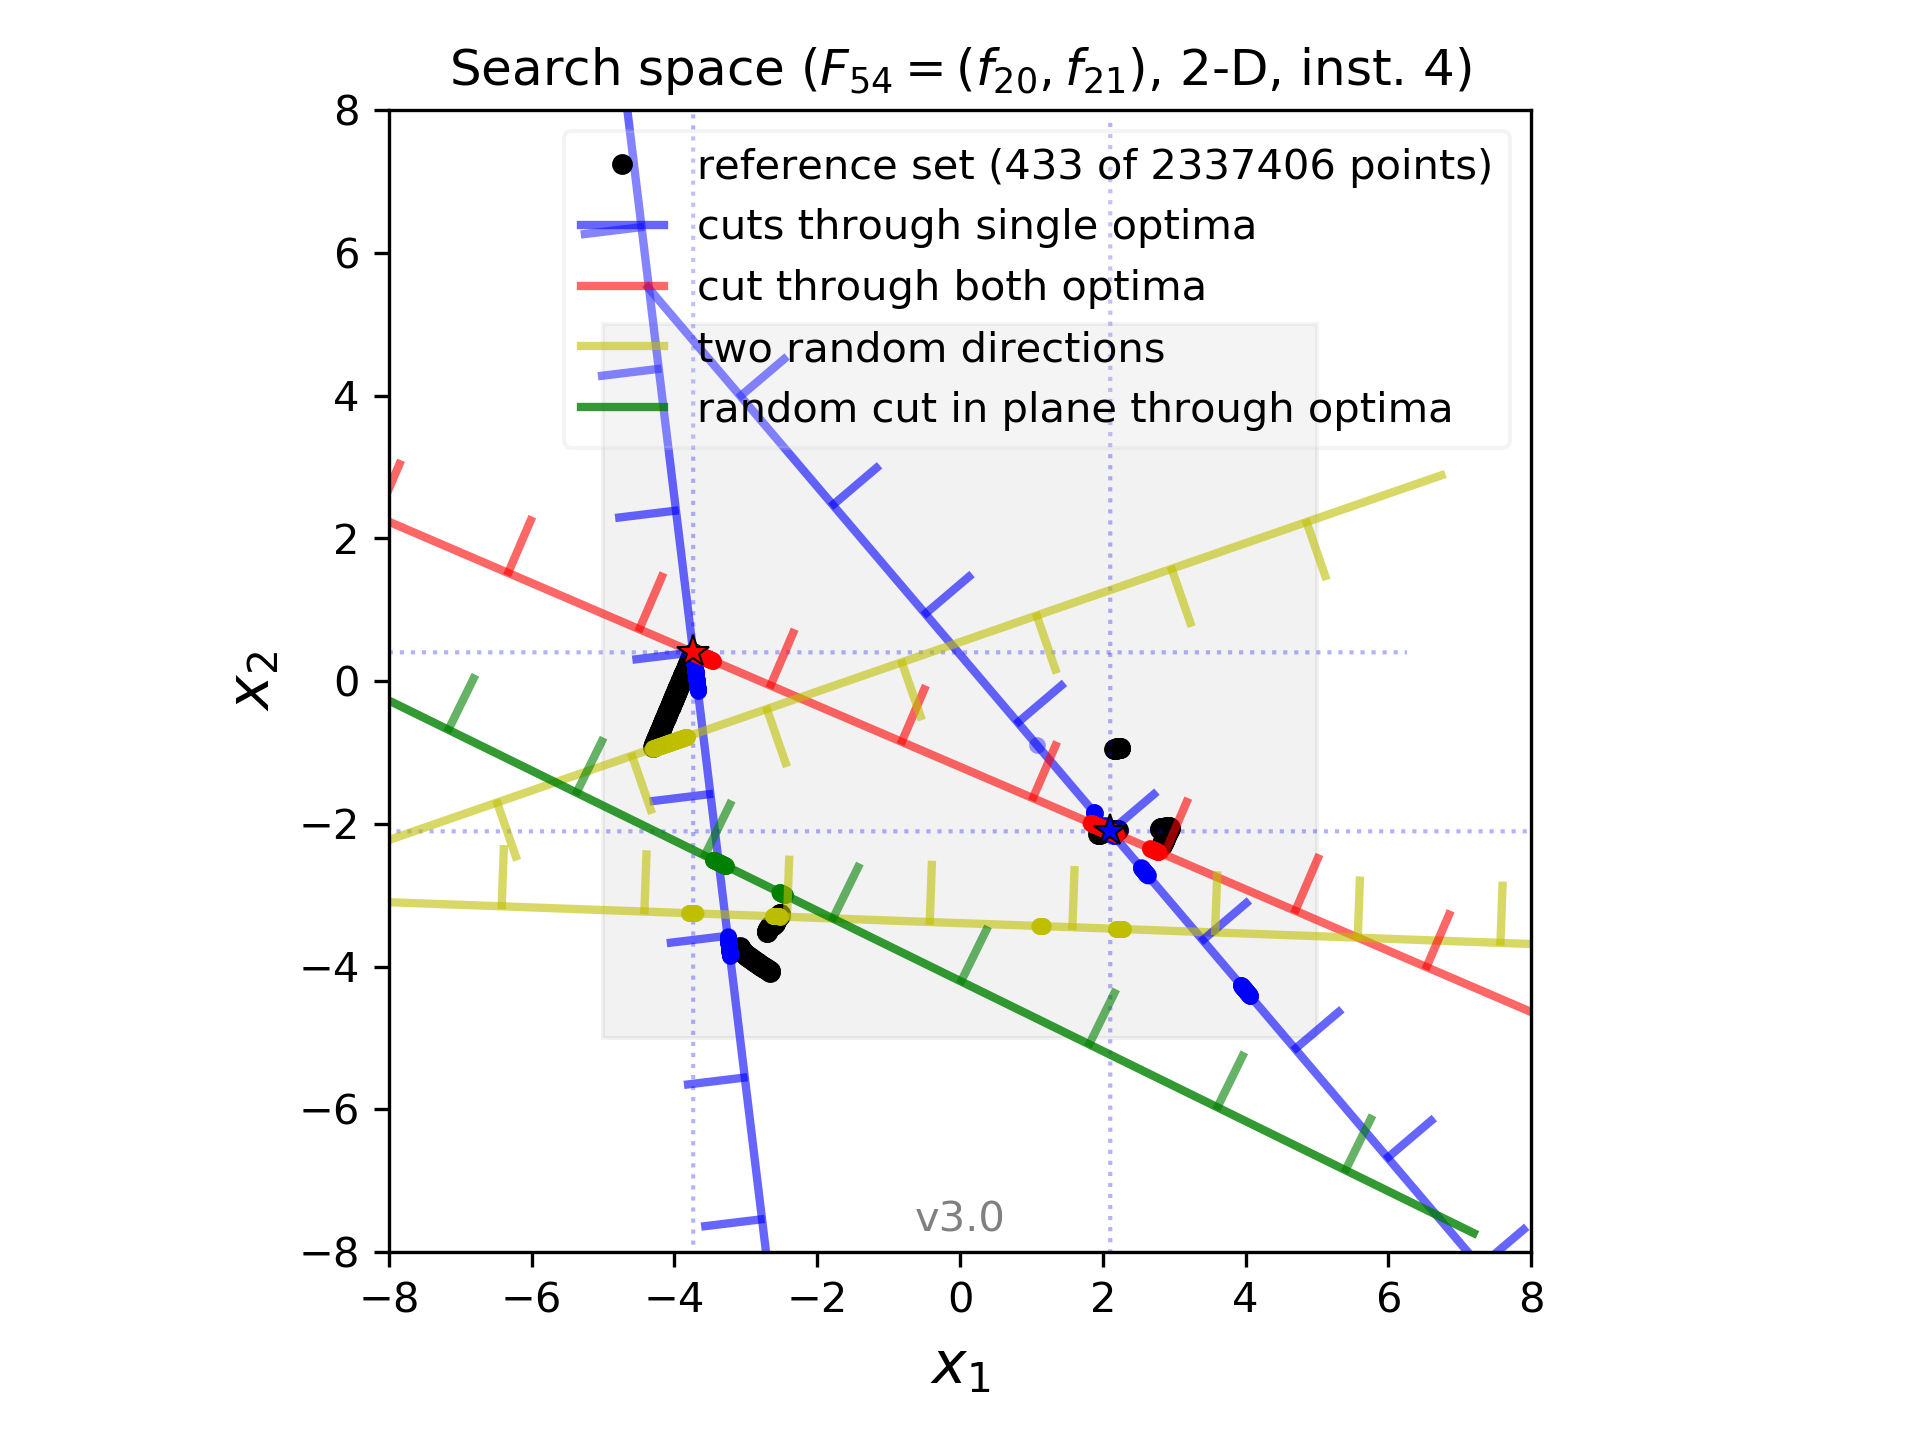 Search space (F54 = (f20, f21), 2-D, inst. 4)
8
6
4
2
0
−2
−4
−6
−8
x2
reference set (433 of 2337406 points)
cuts through single optima
cut through both optima
two random directions
random cut in plane through optima
v3.0
−8 −6 −4 −2 0 2 4 6 8
x1